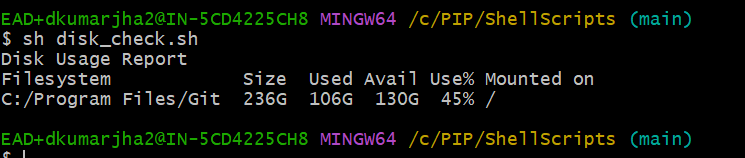 EAD+dkumarjha2@IN-5CD4225CH8 MINGW64 /c/PIP/ShellScripts (main)
$ sh disk_check.sh
Disk Usage Report
Filesystem            Size  Used Avail Use% Mounted on
C:/Program Files/Git  236G  106G  130G  45% /
EAD+dkumarjha2@IN-5CD4225CH8 MINGW64 /c/PIP/ShellScripts (main)
$